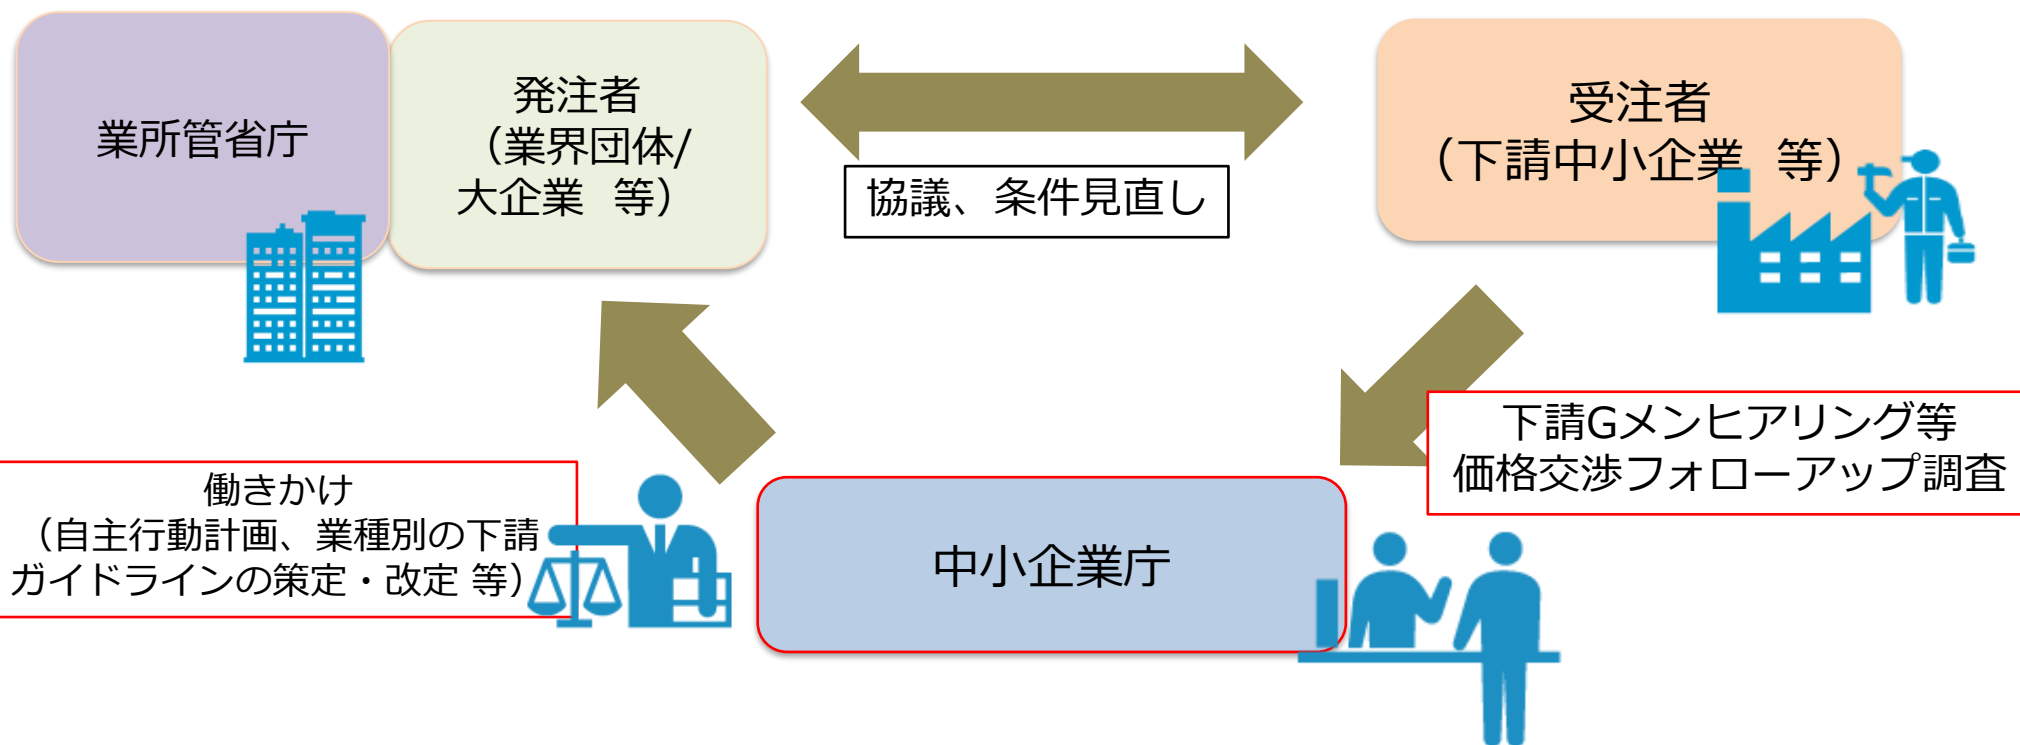 業所管省庁
発注者
（業界団体/
大企業 等）
協議、条件見直し
受注者
（下請中小企業 等）
下請Gメンヒアリング等
価格交渉フォローアップ調査
働きかけ
（自主行動計画、業種別の下請
ガイドラインの策定・改定 等）
中小企業庁